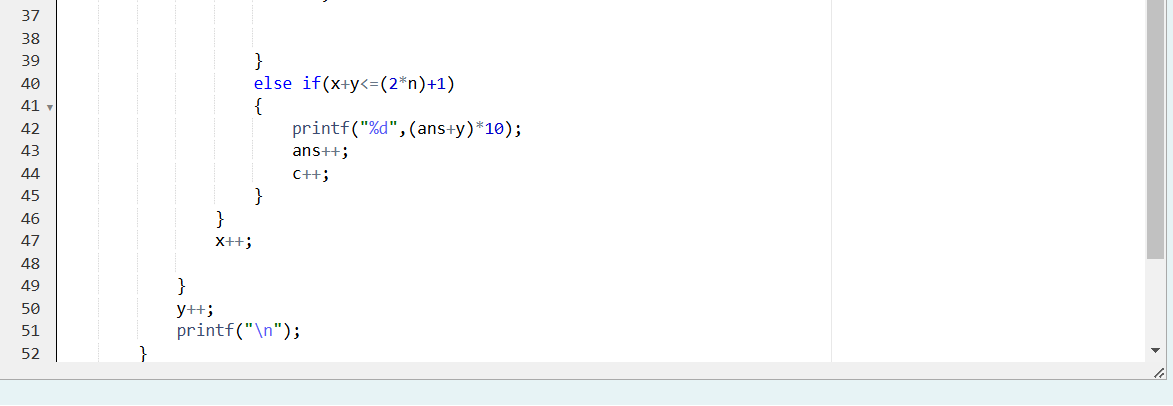 37
38
39 }
40 else if(x+y<=(2*n)+1)
41 {
42 printf("%d",(ans+y)*10);
43 ans++;
44 c++;
45 }
46 }
47 x++;
48
49 }
50 y++;
51 printf("\n");
52 }